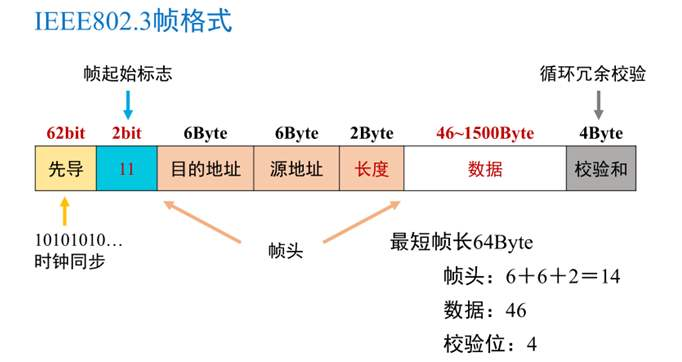 IEEE802.3帧格式
帧起始标志
循环冗余校验
62bit 2bit 6Byte 6Byte 2Byte 46~1500Byte 4Byte
先导 11 目的地址 源地址 长度 数据 校验和
10101010…
时钟同步
帧头
最短帧长64Byte
帧头：6＋6＋2＝14
数据：46
校验位：4